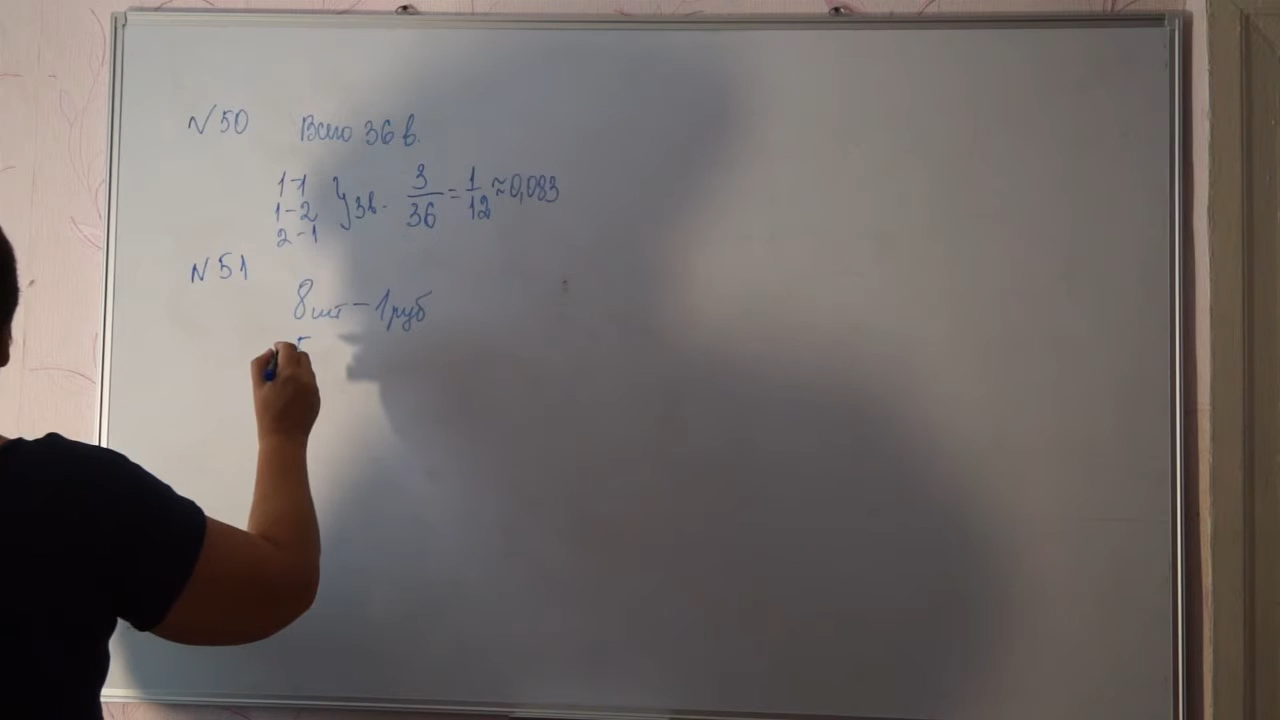 №50 Всего 36 в.
1-1
1-2 } 3в. 3/36 = 1/12 ≈ 0,083
2-1
№51
8шт - 1руб
5